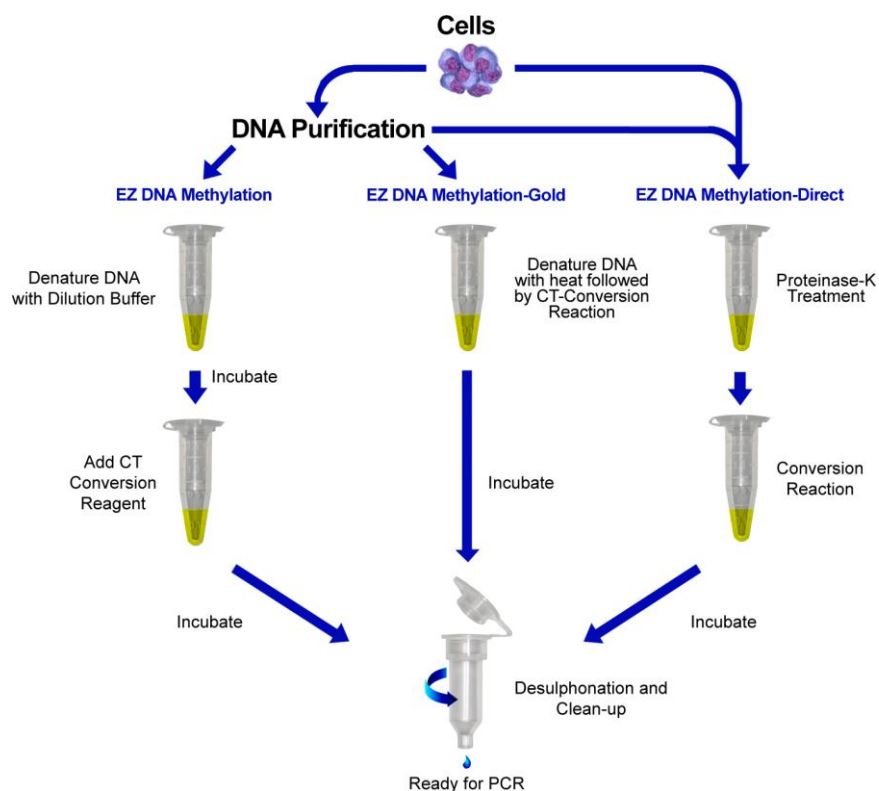 Cells
DNA Purification
EZ DNA Methylation
EZ DNA Methylation-Gold
EZ DNA Methylation-Direct
Denature DNA
with Dilution Buffer
Denature DNA
with heat followed
by CT-Conversion
Reaction
Proteinase-K
Treatment
Incubate
Add CT
Conversion
Reagent
Incubate
Conversion
Reaction
Incubate
Incubate
Desulphonation and
Clean-up
Ready for PCR